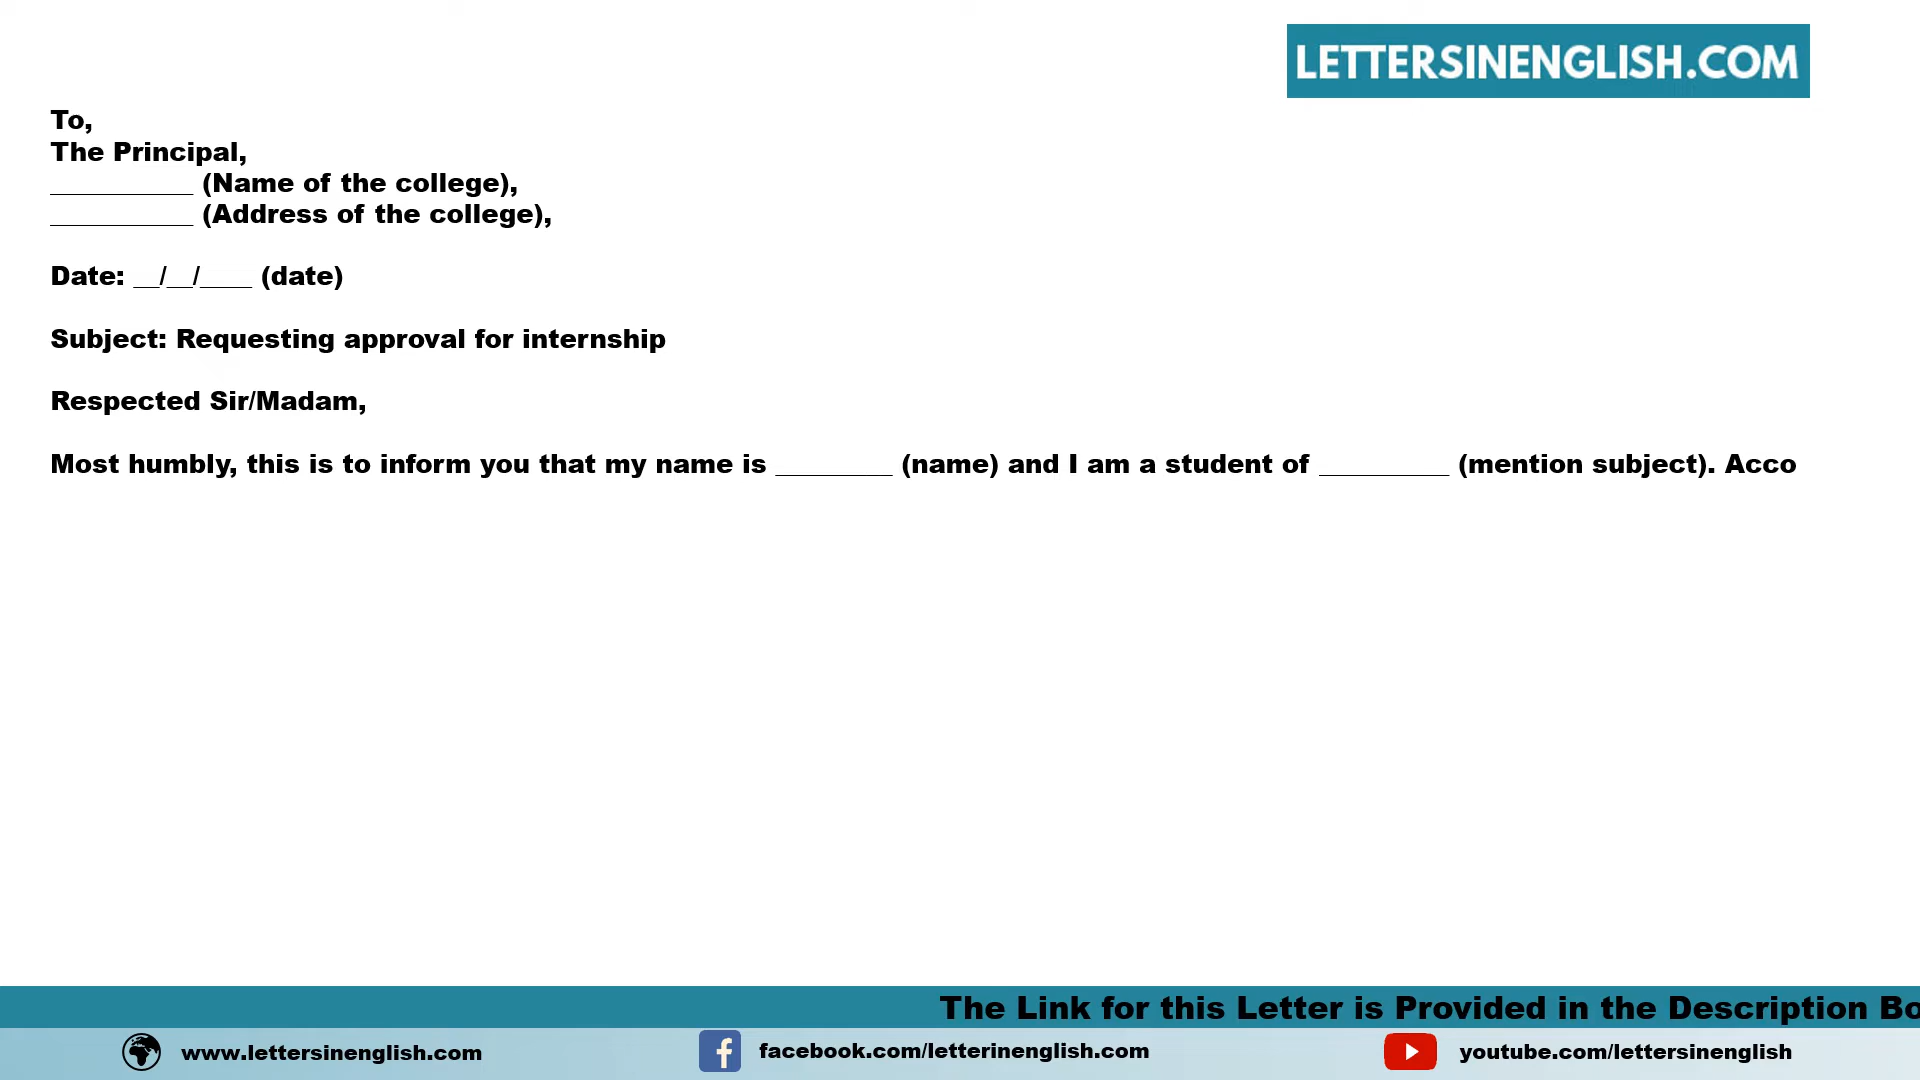 LETTERSINENGLISH.COM
To,
The Principal,
___________ (Name of the college),
___________ (Address of the college),
Date: __/__/____ (date)
Subject: Requesting approval for internship
Respected Sir/Madam,
Most humbly, this is to inform you that my name is _________ (name) and I am a student of __________ (mention subject). Acco
The Link for this Letter is Provided in the Description Bo
www.lettersinenglish.com
facebook.com/letterinenglish.com
youtube.com/lettersinenglish